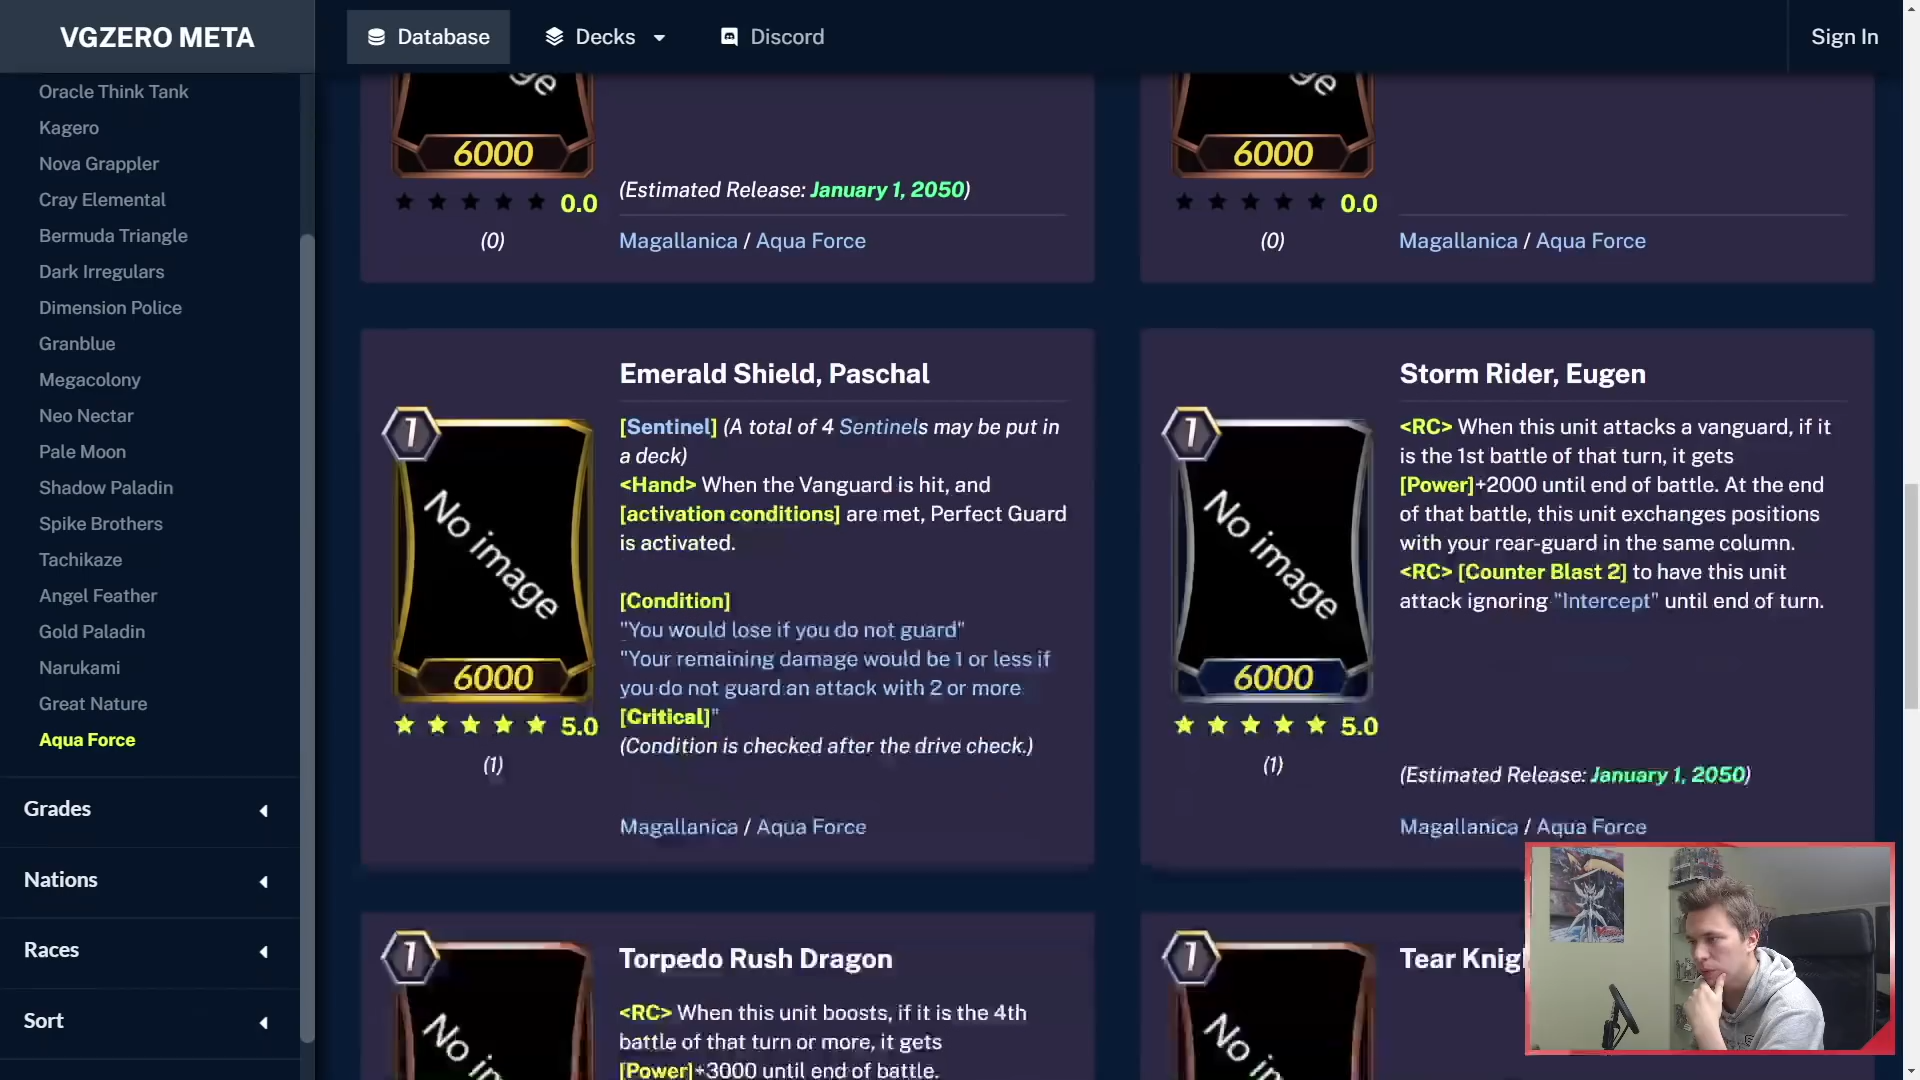 VGZERO META
Database
Decks
Discord
Sign In
Oracle Think Tank
Kagero
Nova Grappler
Cray Elemental
Bermuda Triangle
Dark Irregulars
Dimension Police
Granblue
Megacolony
Neo Nectar
Pale Moon
Shadow Paladin
Spike Brothers
Tachikaze
Angel Feather
Gold Paladin
Narukami
Great Nature
Aqua Force
Grades
Nations
Races
Sort
6000
0.0
(0)
(Estimated Release: January 1, 2050)
Magallanica / Aqua Force
6000
0.0
(0)
Magallanica / Aqua Force
Emerald Shield, Paschal
1
No image
6000
5.0
(1)
[Sentinel] (A total of 4 Sentinels may be put in
a deck)
<Hand> When the Vanguard is hit, and
[activation conditions] are met, Perfect Guard
is activated.
[Condition]
"You would lose if you do not guard"
"Your remaining damage would be 1 or less if
you do not guard an attack with 2 or more
[Critical]"
(Condition is checked after the drive check.)
Magallanica / Aqua Force
Storm Rider, Eugen
1
No image
6000
5.0
(1)
<RC> When this unit attacks a vanguard, if it
is the 1st battle of that turn, it gets
[Power]+2000 until end of battle. At the end
of that battle, this unit exchanges positions
with your rear-guard in the same column.
<RC> [Counter Blast 2] to have this unit
attack ignoring "Intercept" until end of turn.
(Estimated Release: January 1, 2050)
Magallanica / Aqua Force
Torpedo Rush Dragon
1
<RC> When this unit boosts, if it is the 4th
battle of that turn or more, it gets
[Power]+3000 until end of battle.
1
Tear